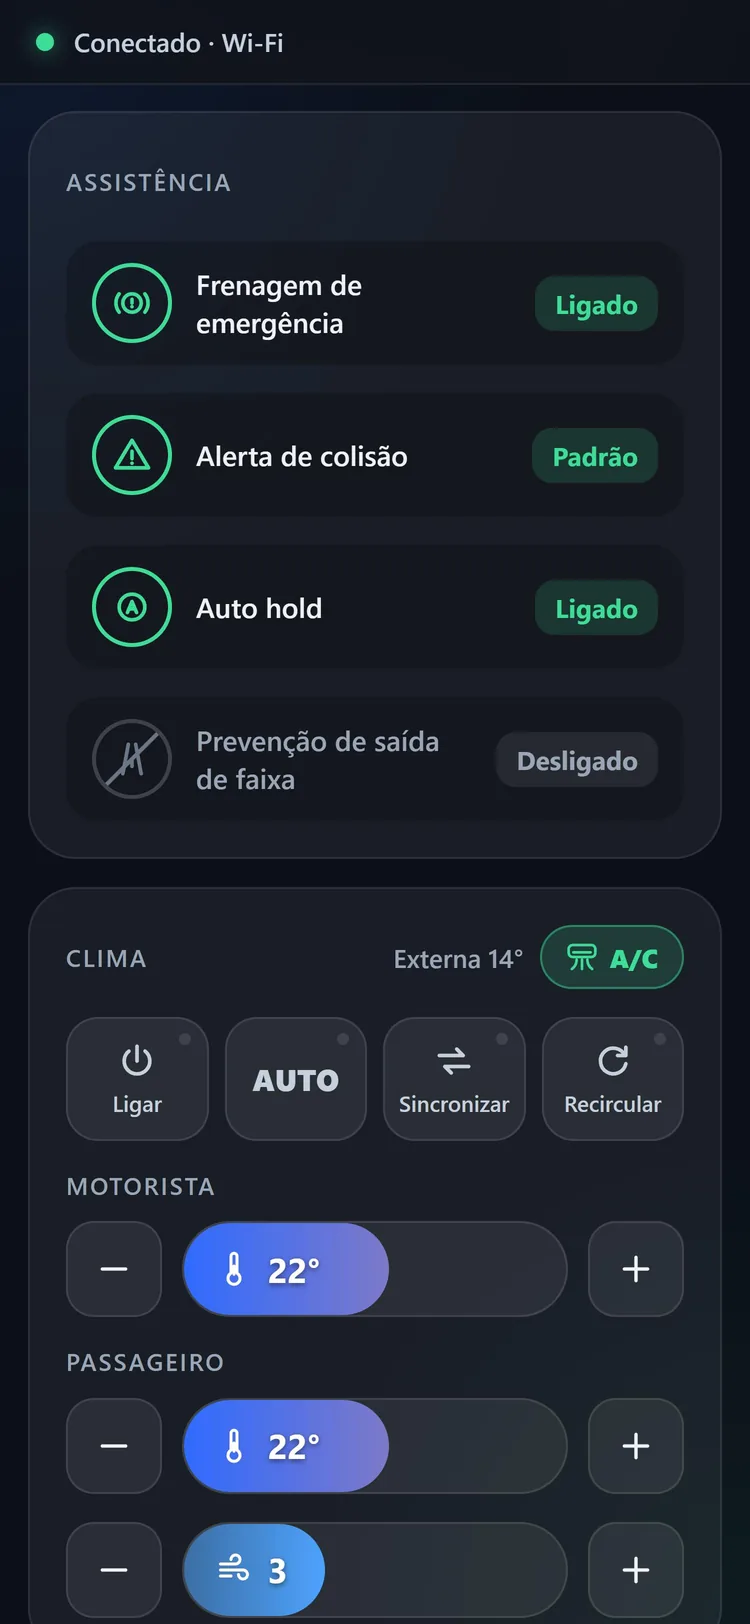 Conectado · Wi-Fi
ASSISTÊNCIA
Frenagem de
emergência
Ligado
Alerta de colisão
Padrão
Auto hold
Ligado
Prevenção de saída
de faixa
Desligado
CLIMA
Externa 14°
A/C
Ligar
AUTO
Sincronizar
Recircular
MOTORISTA
22°
PASSAGEIRO
22°
3